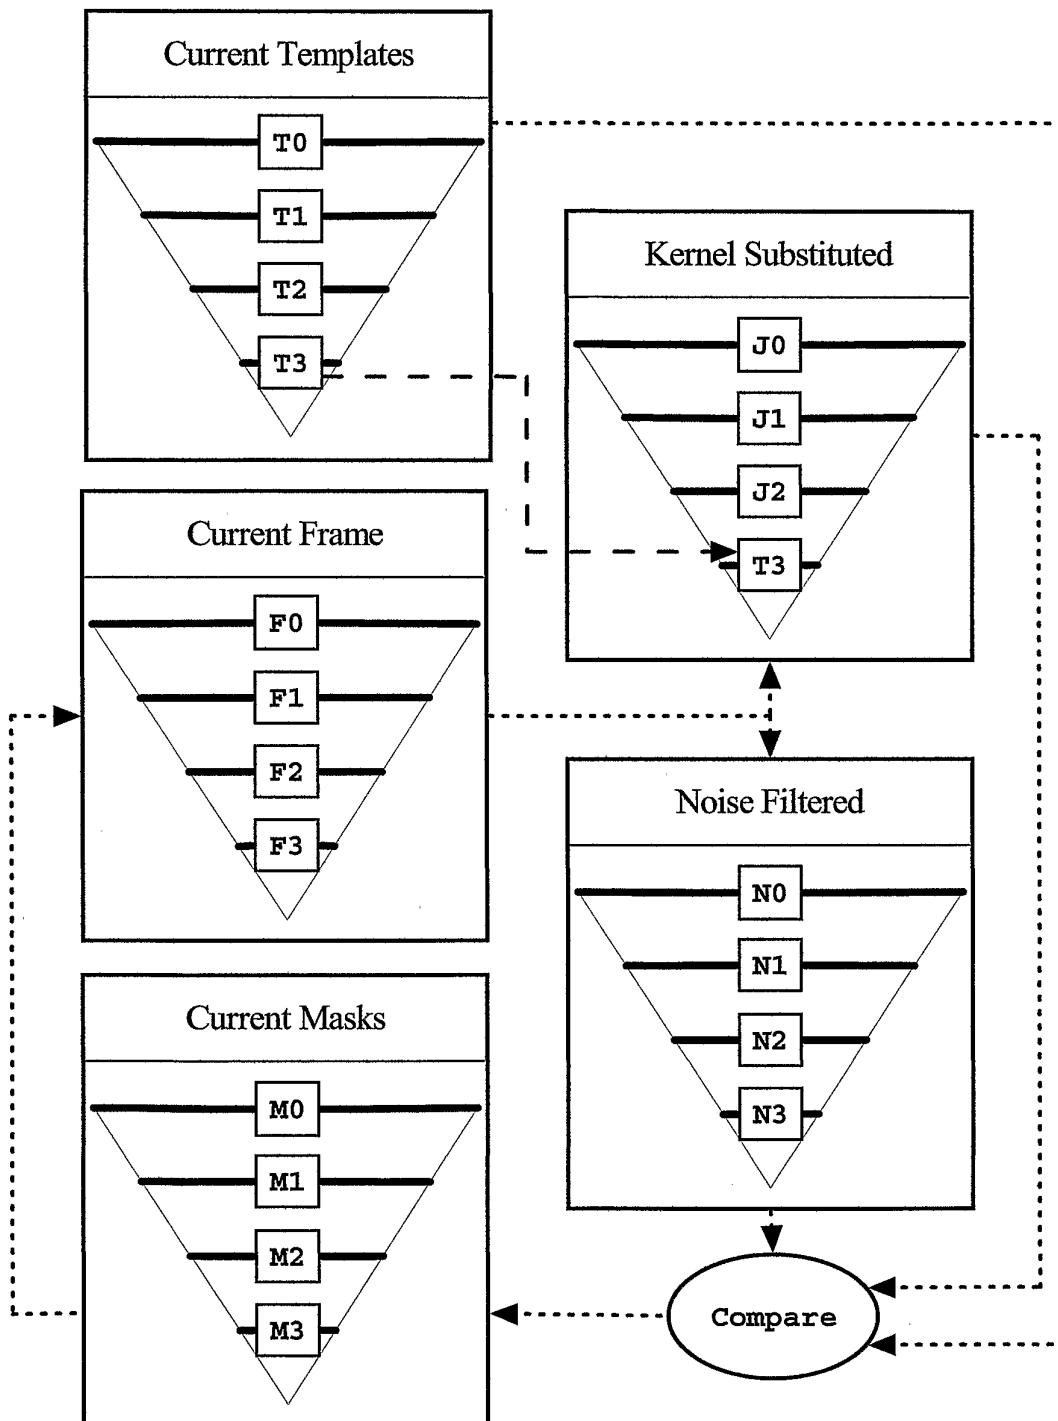 Current Templates
T0
T1
T2
T3
Kernel Substituted
J0
J1
J2
T3
Current Frame
F0
F1
F2
F3
Noise Filtered
N0
N1
N2
N3
Current Masks
M0
M1
M2
M3
Compare